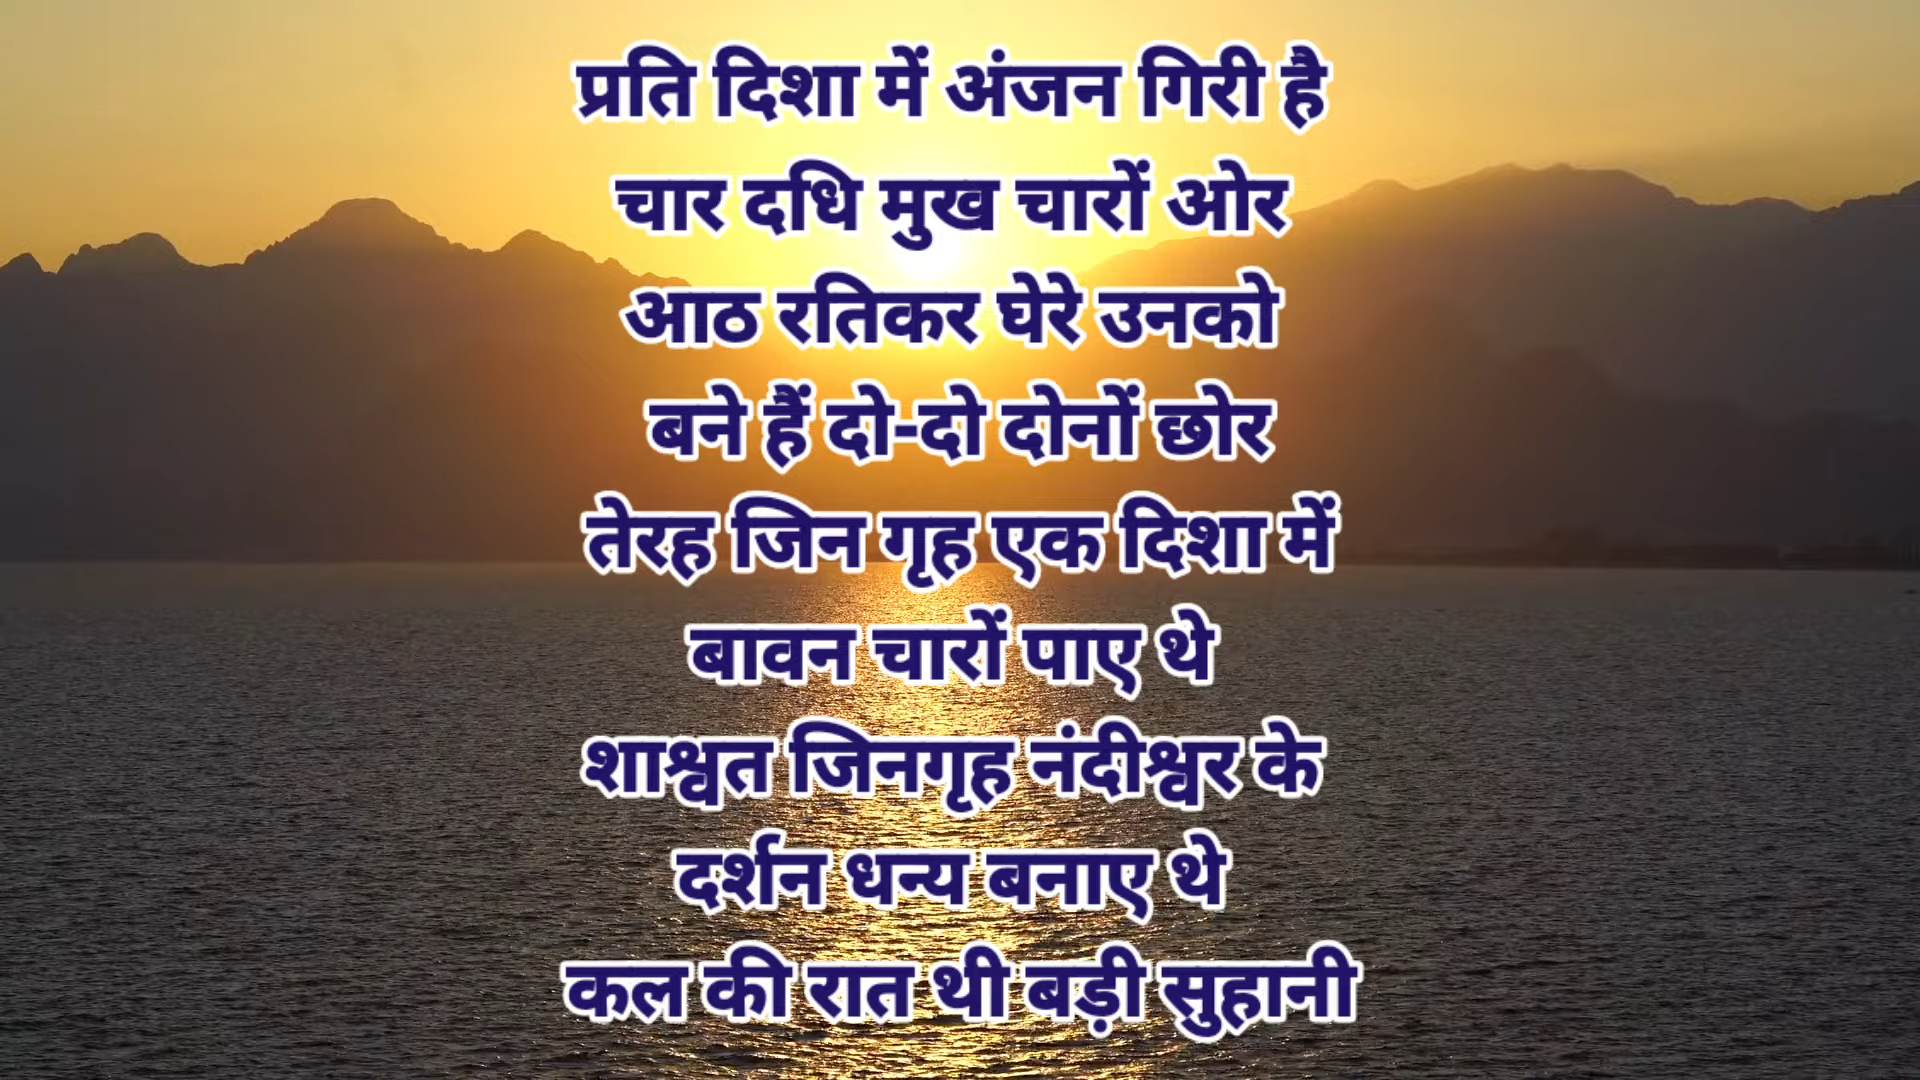 प्रति दिशा में अंजन गिरी है
चार दधि मुख चारों ओर
आठ रतिकर घेरे उनको
बने हैं दो-दो दोनों छोर
तेरह जिन गृह एक दिशा में
बावन चारों पाए थे
शाश्वत जिनगृह नंदीश्वर के
दर्शन धन्य बनाए थे
कल की रात थी बड़ी सुहानी